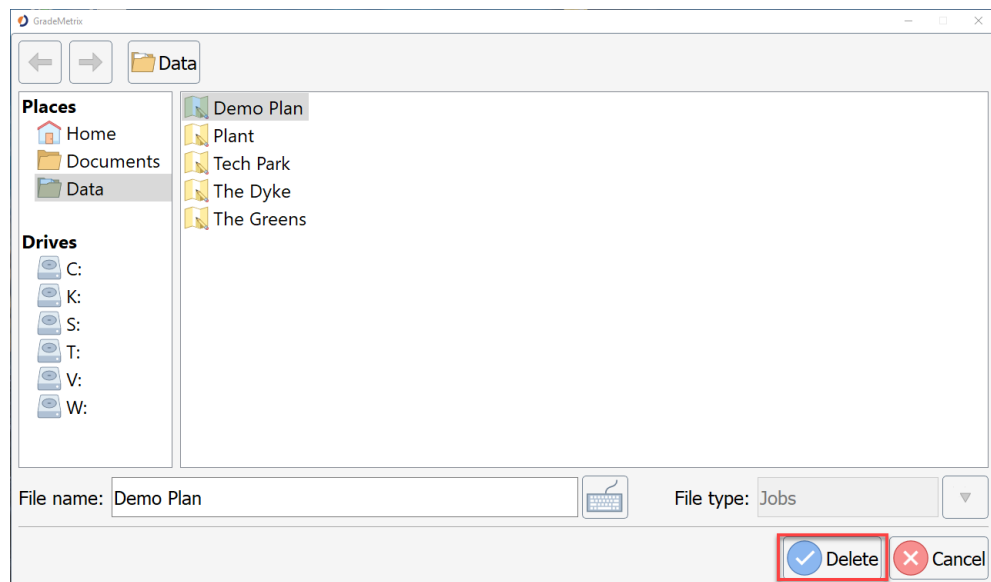 GradeMetrix
Data
Places
Home
Documents
Data
Drives
C:
K:
S:
T:
V:
W:
Demo Plan
Plant
Tech Park
The Dyke
The Greens
File name: Demo Plan
File type: Jobs
Delete Cancel